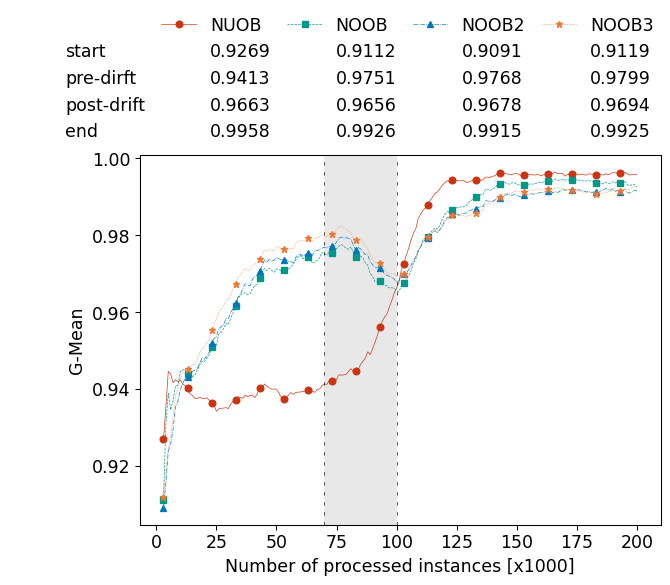 NUOB NOOB NOOB2 NOOB3
start 0.9269 0.9112 0.9091 0.9119
pre-dirft 0.9413 0.9751 0.9768 0.9799
post-drift 0.9663 0.9656 0.9678 0.9694
end 0.9958 0.9926 0.9915 0.9925
1.00
0.98
0.96
0.94
0.92
G-Mean
0 25 50 75 100 125 150 175 200
Number of processed instances [x1000]